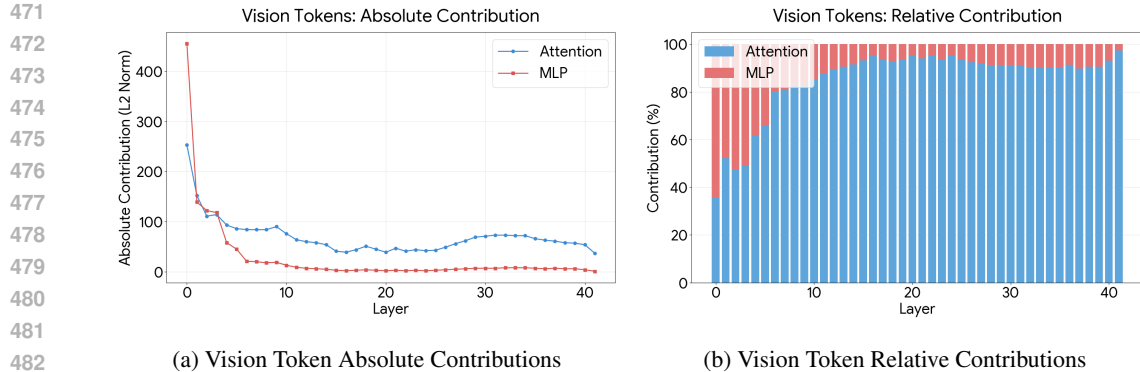 471
472
473
474
475
476
477
478
479
480
481
482
Vision Tokens: Absolute Contribution
Absolute Contribution (L2 Norm)
400
300
200
100
0
0 10 20 30 40
Layer
Attention
MLP
(a) Vision Token Absolute Contributions
Vision Tokens: Relative Contribution
Contribution (%)
100
80
60
40
20
0
0 10 20 30 40
Layer
Attention
MLP
(b) Vision Token Relative Contributions